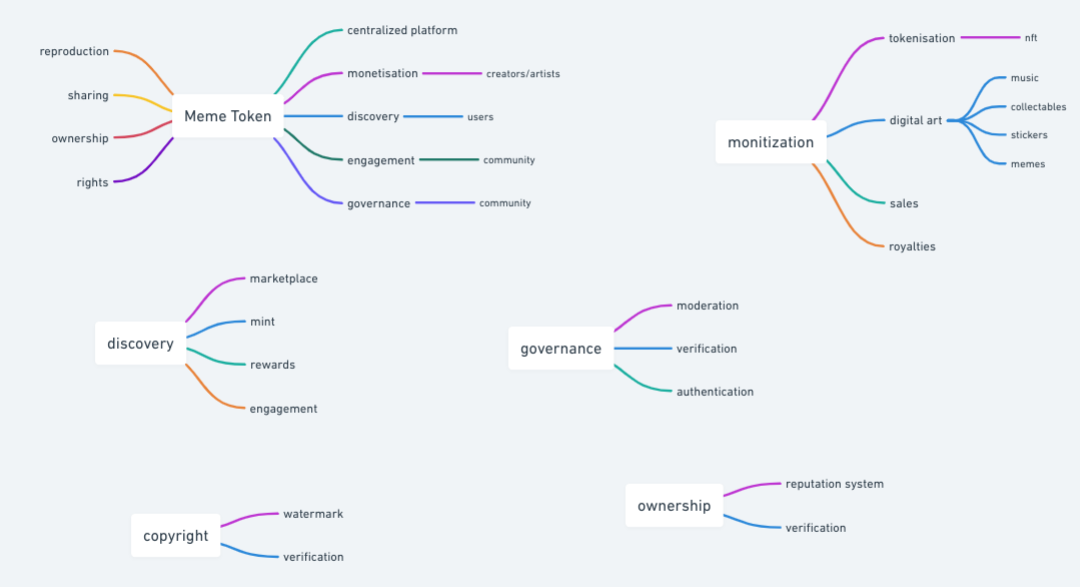 Meme Token
reproduction
sharing
ownership
rights
centralized platform
monetisation
creators/artists
discovery
users
engagement
community
governance
community
monitization
tokenisation
nft
digital art
music
collectables
stickers
memes
sales
royalties
discovery
marketplace
mint
rewards
engagement
governance
moderation
verification
authentication
copyright
watermark
verification
ownership
reputation system
verification